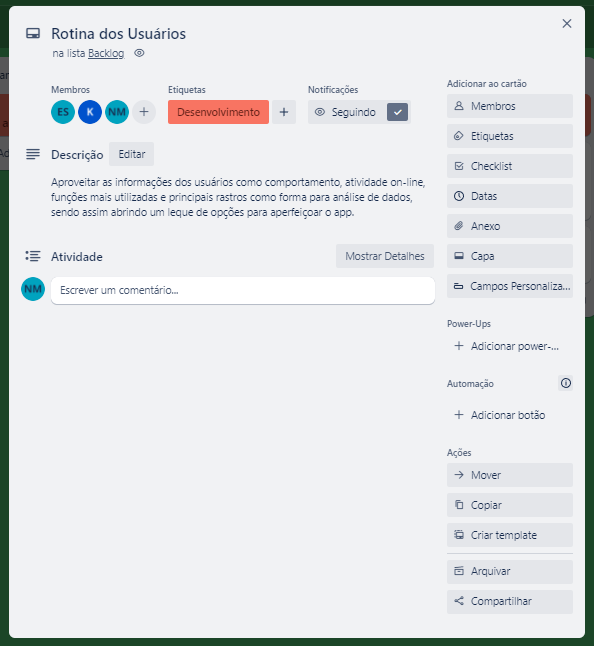 Rotina dos Usuários
na lista Backlog
Membros
ES K NM
Etiquetas
Desenvolvimento
Notificações
Seguindo
Descrição
Editar
Aproveitar as informações dos usuários como comportamento, atividade on-line,
funções mais utilizadas e principais rastros como forma para análise de dados,
sendo assim abrindo um leque de opções para aperfeiçoar o app.
Atividade
Mostrar Detalhes
NM
Escrever um comentário...
Adicionar ao cartão
Membros
Etiquetas
Checklist
Datas
Anexo
Capa
Campos Personaliza...
Power-Ups
+ Adicionar power-...
Automação
+ Adicionar botão
Ações
Mover
Copiar
Criar template
Arquivar
Compartilhar